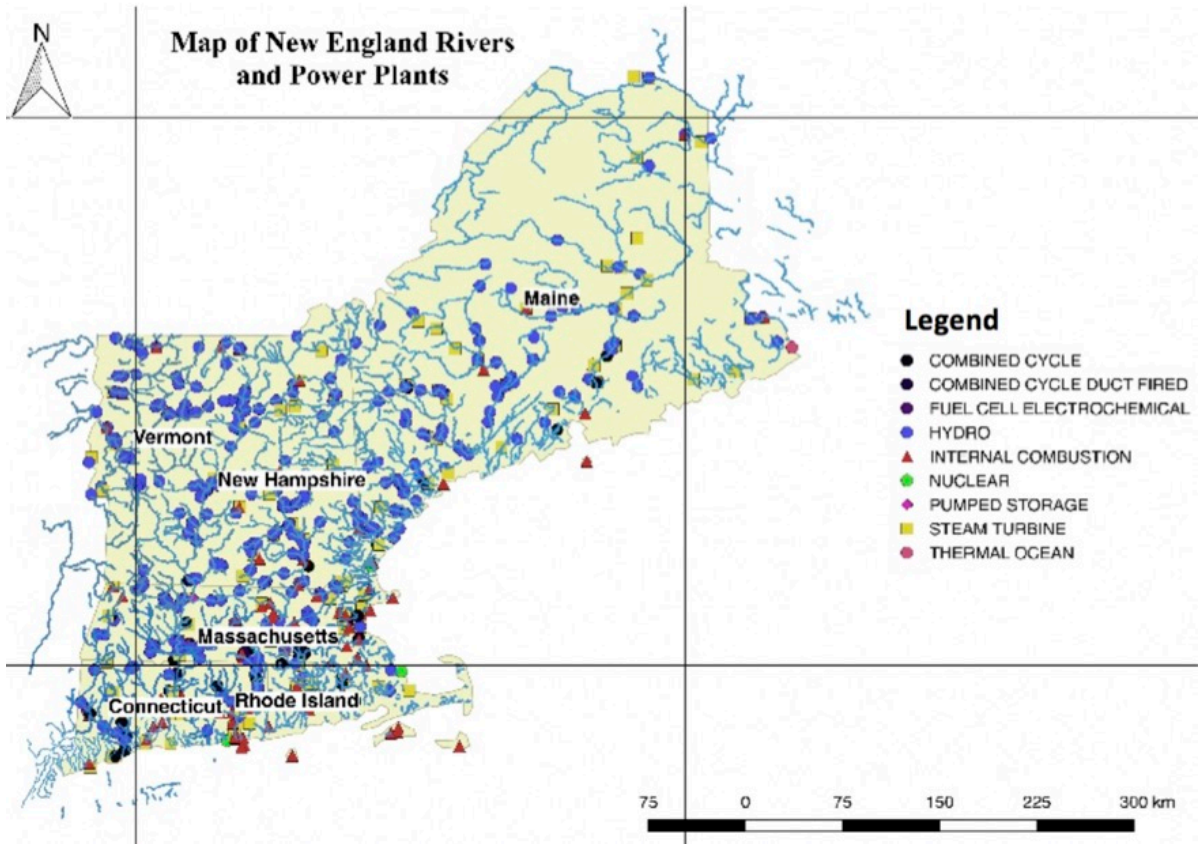 N
Map of New England Rivers
and Power Plants
Maine
Vermont
New Hampshire
Massachusetts
Connecticut
Rhode Island
Legend
COMBINED CYCLE
COMBINED CYCLE DUCT FIRED
FUEL CELL ELECTROCHEMICAL
HYDRO
INTERNAL COMBUSTION
NUCLEAR
PUMPED STORAGE
STEAM TURBINE
THERMAL OCEAN
75 0 75 150 225 300 km